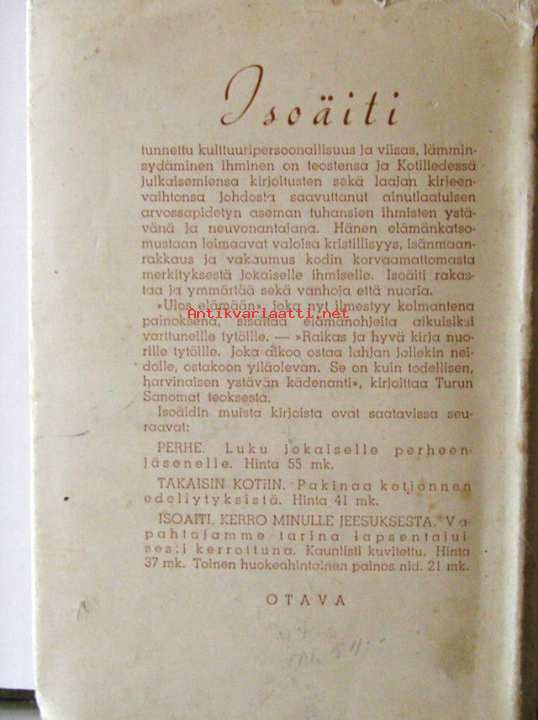 Isoäiti
tunnettu kulttuuripersoonallisuus ja viisas, lämmin-
sydäminen ihminen on teostensa ja Kotiliedessä
julkaisemiensa kirjoitusten sekä laajan kirjeen-
vaihtonsa johdosta saavuttanut ainutlaatuisen
arvossapidetyn aseman tuhansien ihmisten ystä-
vänä ja neuvonantajana. Hänen elämänkatso-
mustaan leimaavat valoisa kristillisyys, isänmaan-
rakkaus ja vakaumus kodin korvaamattomasta
merkityksestä jokaiselle ihmiselle. Isoäiti rakas-
taa ja ymmärtää sekä vanhoja että nuoria.
»Ulos elämään», joka nyt ilmestyy kolmantena
Antikvariaatti.net
painoksena, sisältää elämänohjeita aikuisiksi
varttuneille tytöille. — »Raikas ja hyvä kirja nuo-
rille tytöille. Joka aikoo ostaa lahjan jollekin nei-
dolle, ostakoon ylläolevan. Se on kuin todellisen,
harvinaisen ystävän kädenanti», kirjoittaa Turun
Sanomat teoksesta.
Isoäidin muista kirjoista ovat saatavissa seu-
raavat:
PERHE. Luku jokaiselle perheen-
jäsenelle. Hinta 55 mk.
TAKAISIN KOTIIN. Pakinaa kotionnen
edellytyksistä. Hinta 41 mk.
ISOÄITI, KERRO MINULLE JEESUKSESTA. Va-
pahtajamme tarina lapsentajui
sesti kerrottuna. Kauniisti kuvitettu. Hinta
37 mk. Toinen huokeahintainen painos nid. 21 mk.
OTAVA